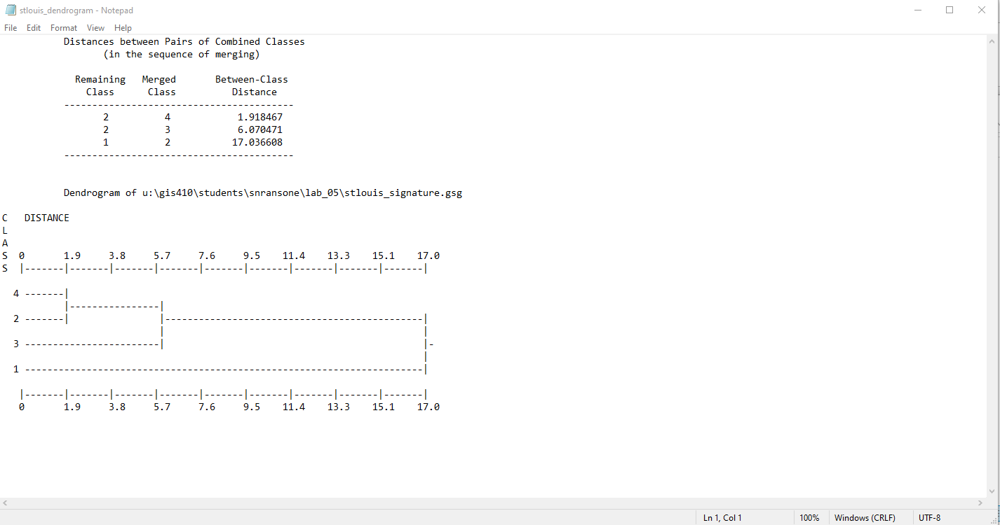 stlouis_dendrogram - Notepad
File Edit Format View Help
Distances between Pairs of Combined Classes
(in the sequence of merging)
Remaining Merged Between-Class
Class Class Distance
-----------------------------------------
2 4 1.918467
2 3 6.070471
1 2 17.036608
-----------------------------------------
Dendrogram of u:\gis410\students\snransone\lab_05\stlouis_signature.gsg
C DISTANCE
L
A
S 0 1.9 3.8 5.7 7.6 9.5 11.4 13.3 15.1 17.0
S |-------|-------|-------|-------|-------|-------|-------|-------|-------|
4 -------|
|----------------|
2 -------| |----------------------------------------------|
| |
3 ------------------------| |-
|
1 -----------------------------------------------------------------------|
|-------|-------|-------|-------|-------|-------|-------|-------|-------|
0 1.9 3.8 5.7 7.6 9.5 11.4 13.3 15.1 17.0
Ln 1, Col 1 100% Windows (CRLF) UTF-8